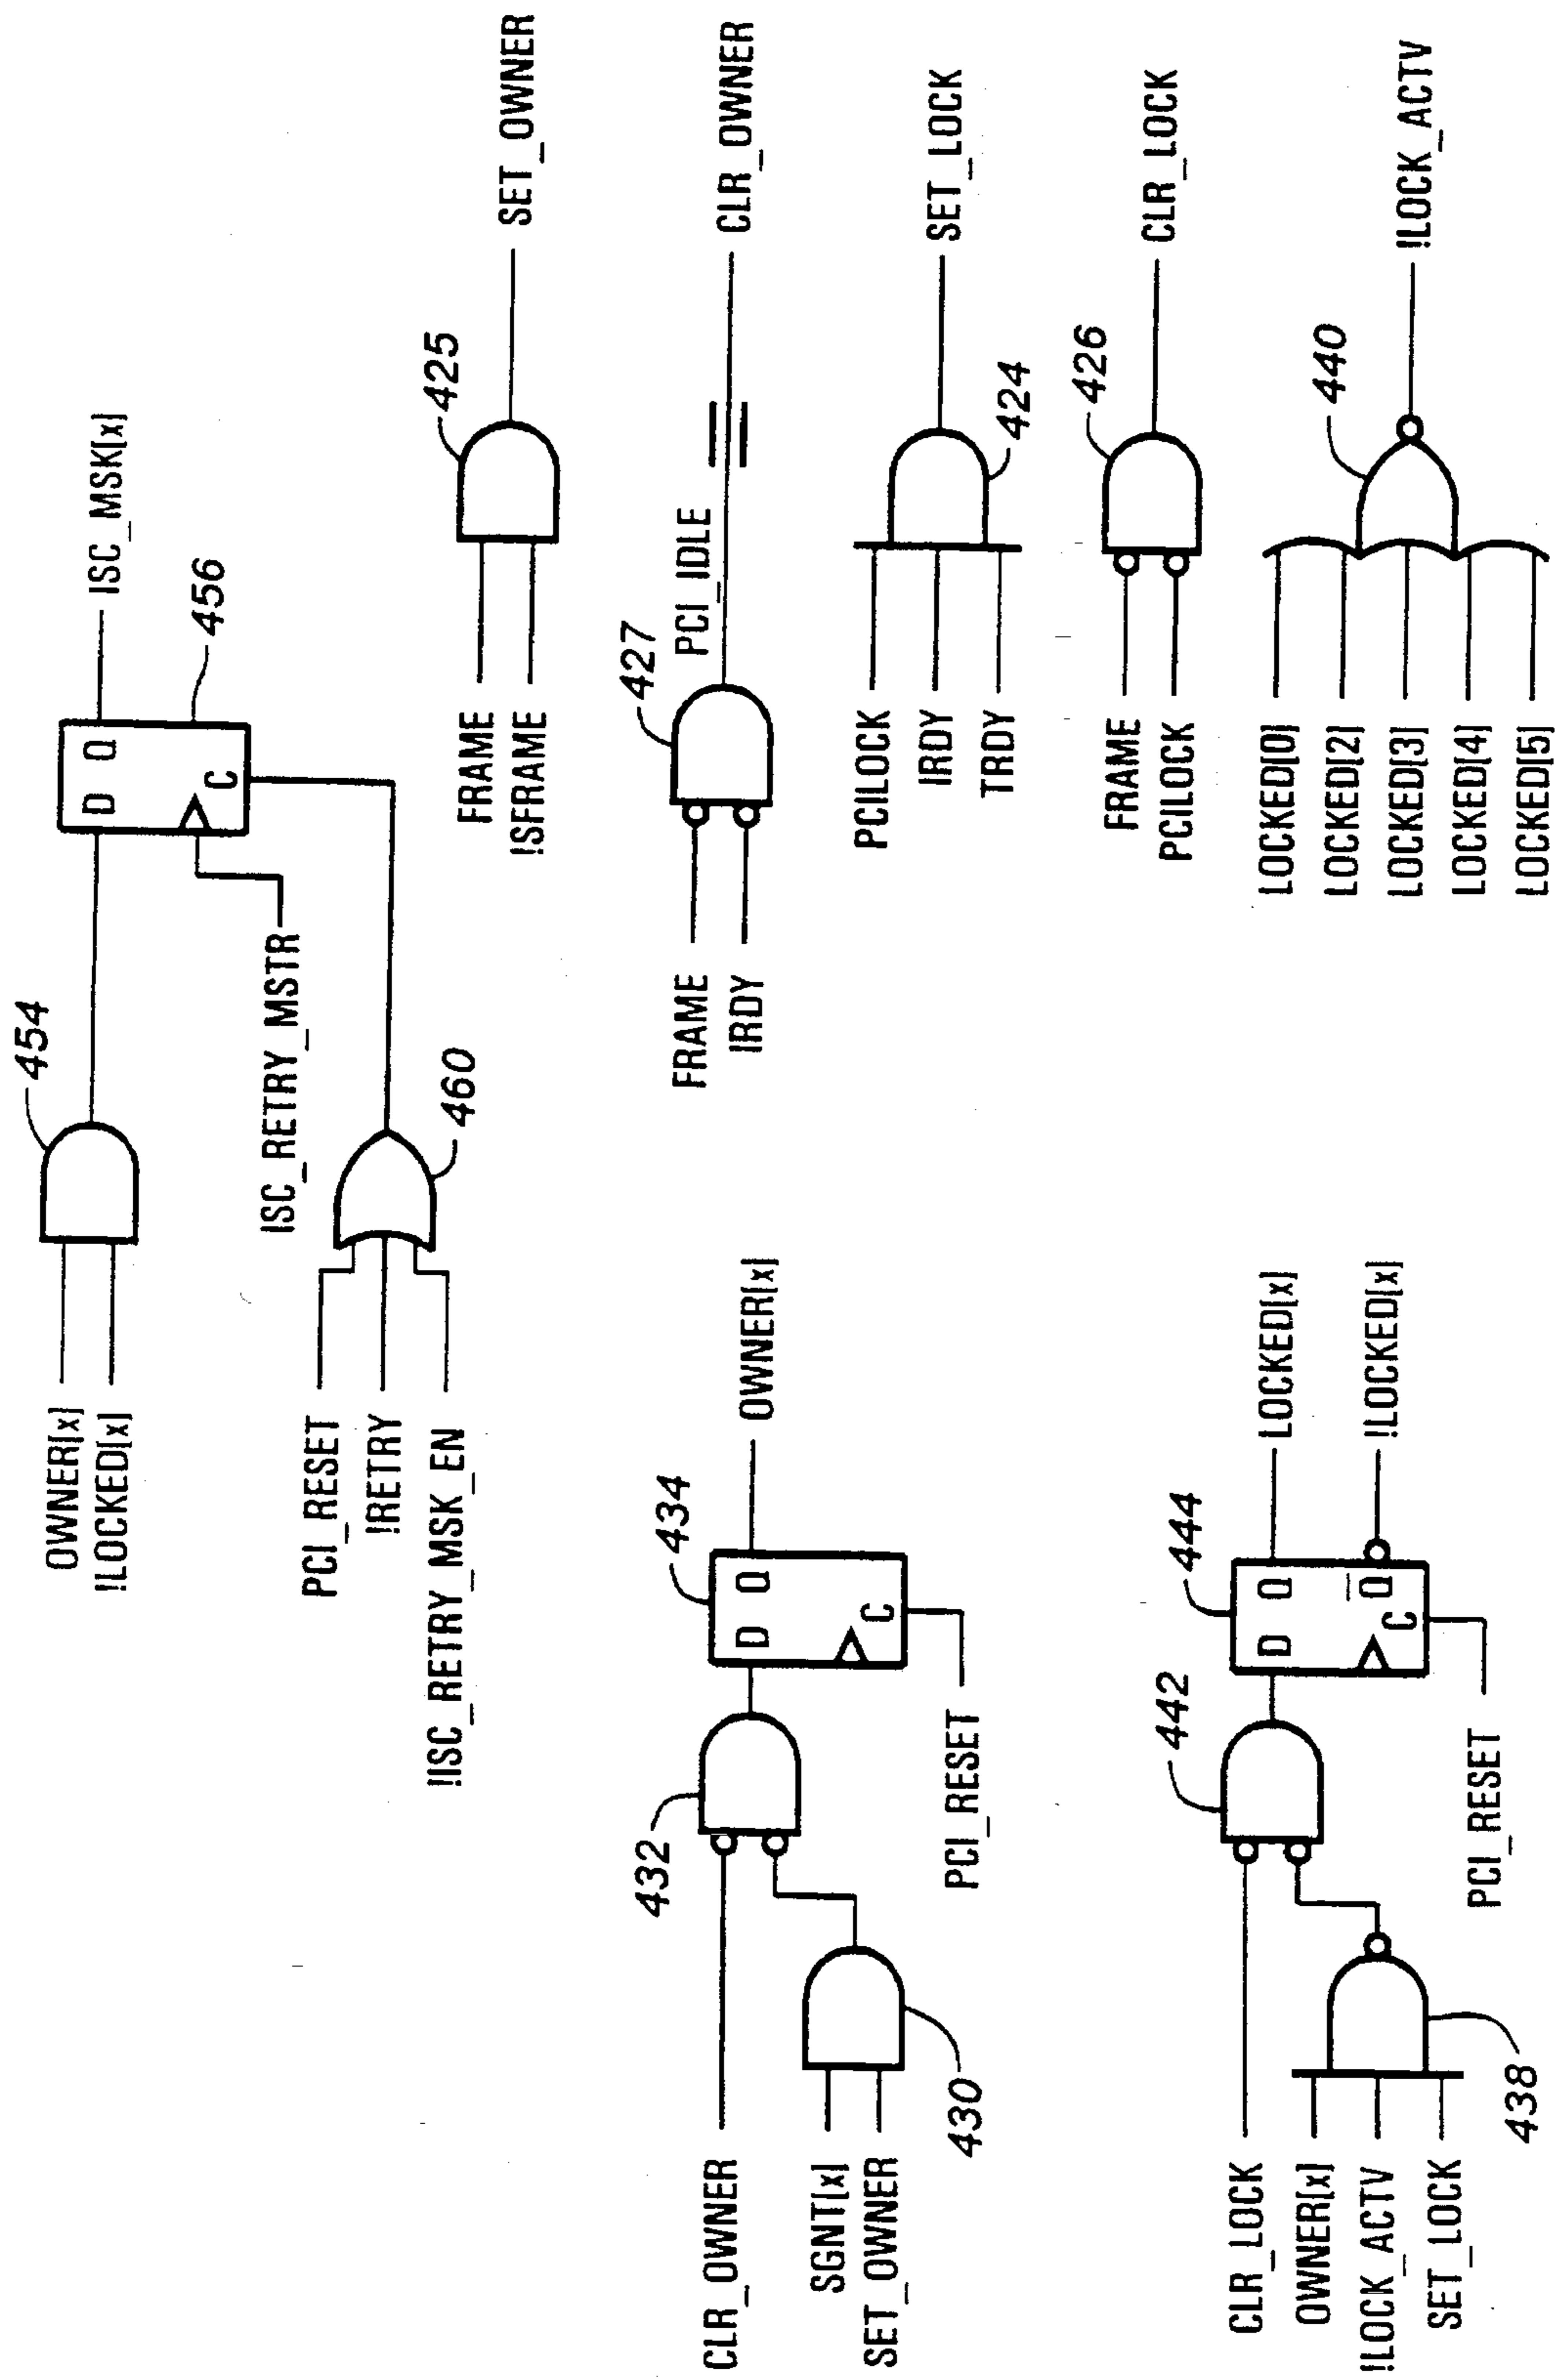 OWNER[x]
!LOCKED[x]
454
D Q
C
ISC_MSK[x]
456
ISC_RETRY_MSTR
PCI_RESET
!RETRY
!ISC_RETRY_MSK_EN
460
FRAME
!SFRAME
425
SET_OWNER
CLR_OWNER
SGNT[x]
SET_OWNER
430
432
D Q
C
434
OWNER[x]
PCI_RESET
FRAME
IRDY
427
PCI_IDLE
CLR_OWNER
PCILOCK
IRDY
TRDY
424
SET_LOCK
FRAME
PCILOCK
426
CLR_LOCK
CLR_LOCK
OWNER[x]
!LOCK_ACTV
SET_LOCK
438
442
D Q
Q
C
444
LOCKED[x]
!LOCKED[x]
PCI_RESET
LOCKED[0]
LOCKED[2]
LOCKED[3]
LOCKED[4]
LOCKED[5]
440
!LOCK_ACTV